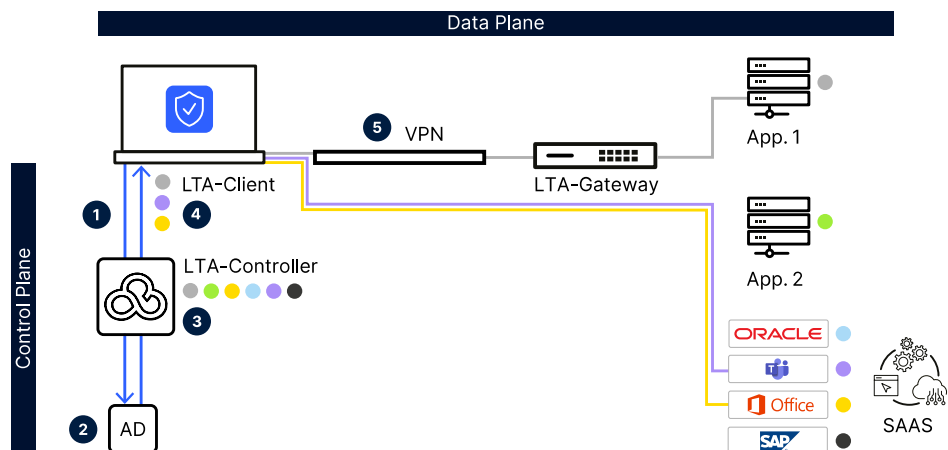 Data Plane
5
VPN
App. 1
LTA-Client
LTA-Gateway
1
4
Control Plane
LTA-Controller
App. 2
3
ORACLE
T
Office
SAAS
2
AD
SAP